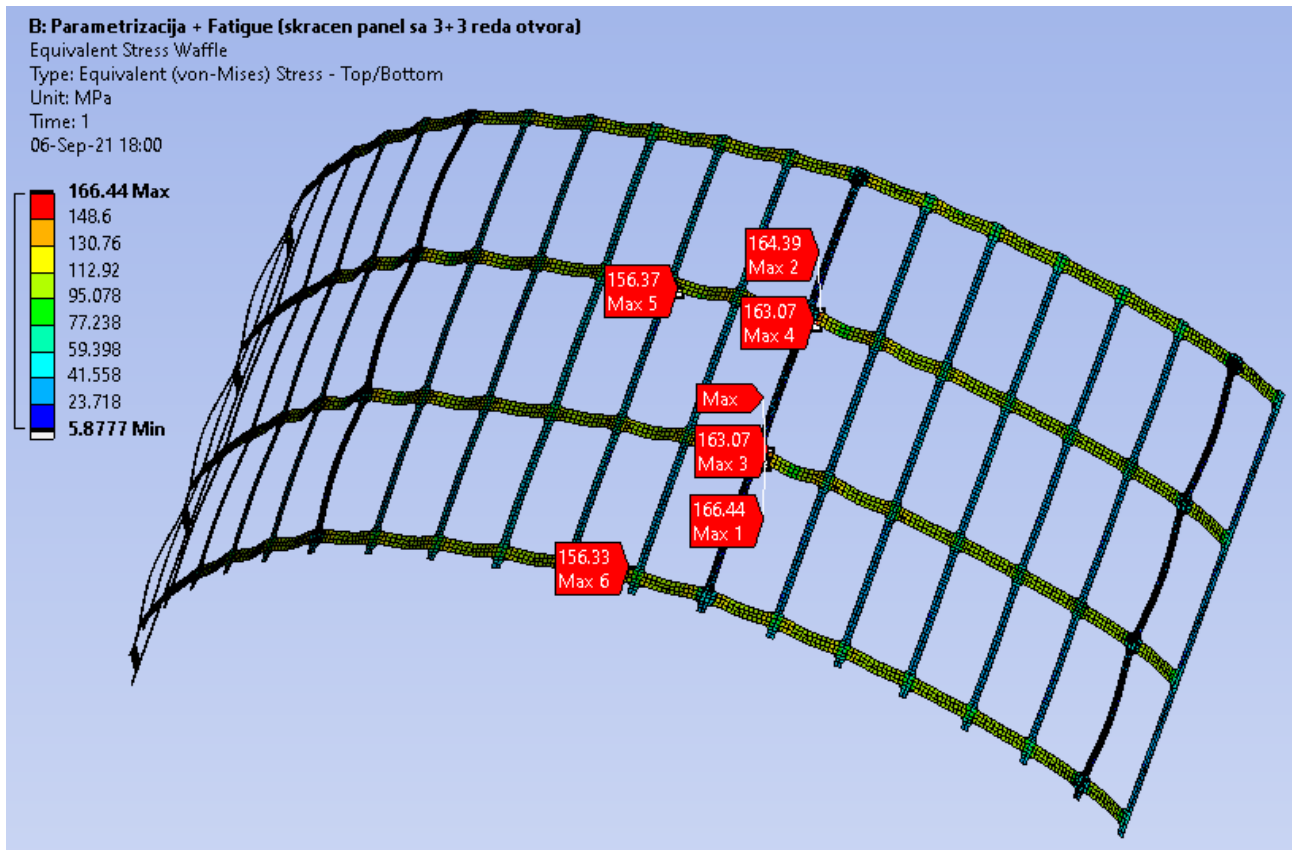 B: Parametrizacija + Fatigue (skracen panel sa 3+3 reda otvora)
Equivalent Stress Waffle
Type: Equivalent (von-Mises) Stress - Top/Bottom
Unit: MPa
Time: 1
06-Sep-21 18:00
166.44 Max
148.6
130.76
112.92
95.078
77.238
59.398
41.558
23.718
5.8777 Min
164.39
Max 2
156.37
Max 5
163.07
Max 4
Max
163.07
Max 3
166.44
Max 1
156.33
Max 6